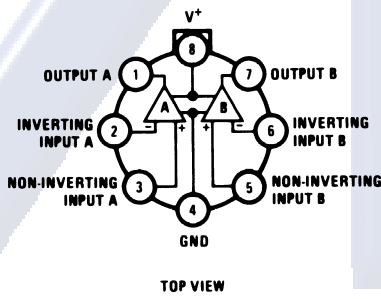 V+
8
OUTPUT A 1 7 OUTPUT B
A B
INVERTING INPUT A 2 - + + - 6 INVERTING INPUT B
NON-INVERTING INPUT A 3 5 NON-INVERTING INPUT B
4
GND
TOP VIEW